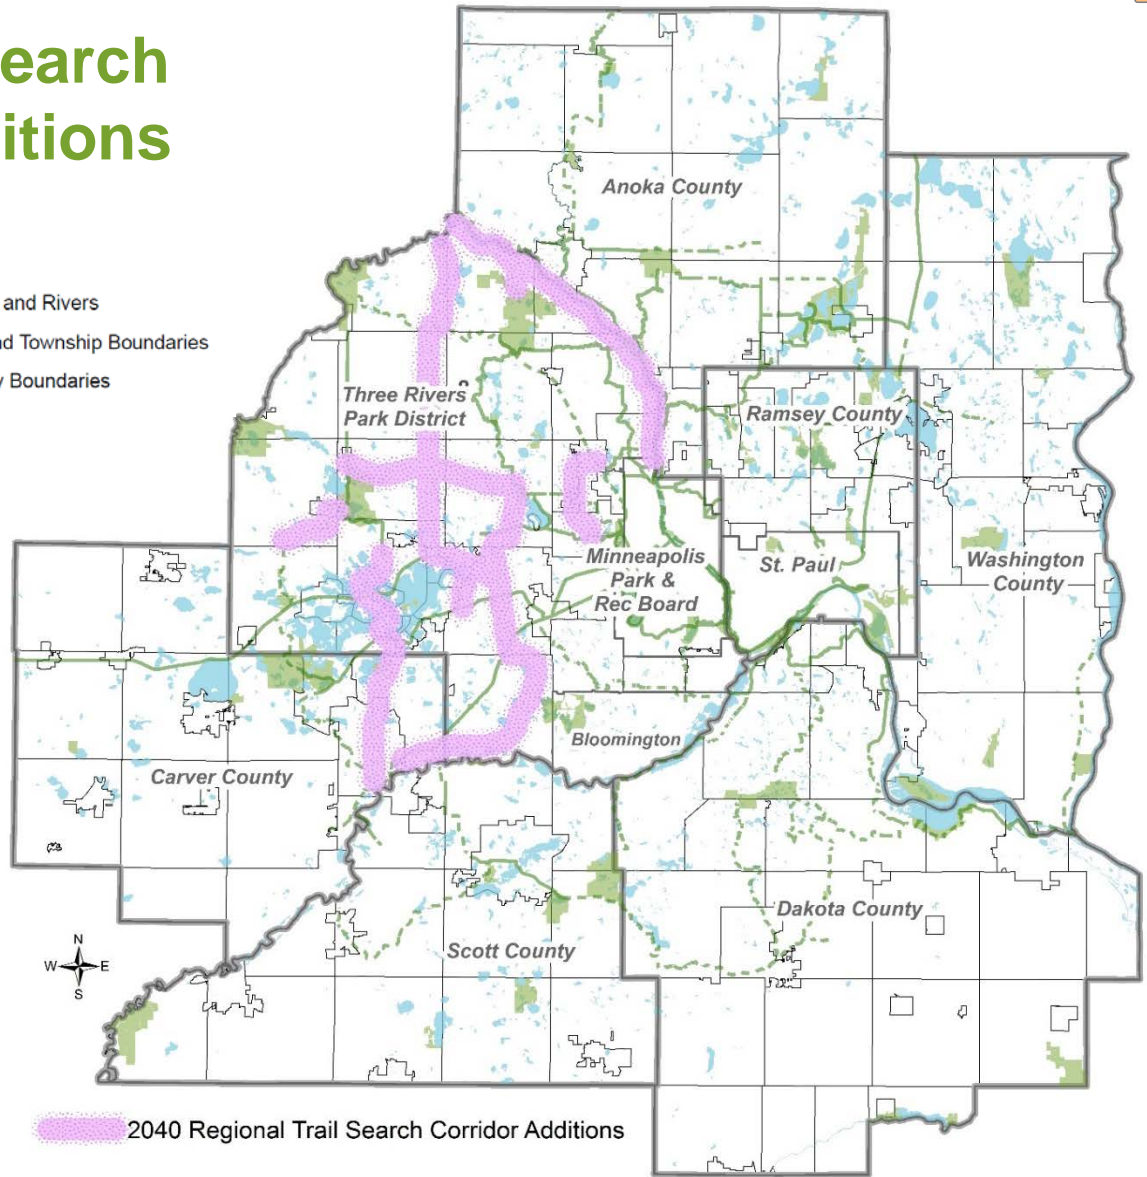 earch
itions
and Rivers
d Township Boundaries
y Boundaries
Anoka County
Three Rivers
Park District
Ramsey County
Minneapolis
Park &
Rec Board
St. Paul
Washington
County
Bloomington
Carver County
Dakota County
Scott County
N
W E
S
2040 Regional Trail Search Corridor Additions